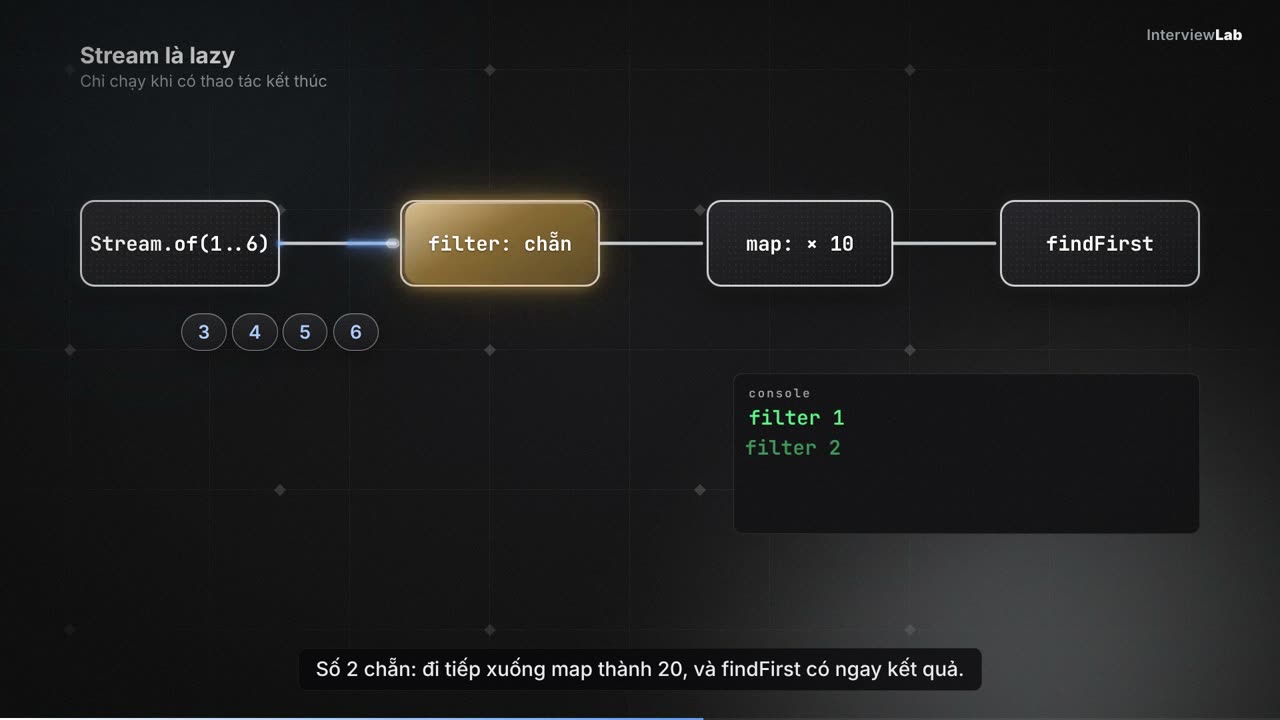 Stream là lazy
Chỉ chạy khi có thao tác kết thúc
InterviewLab
Stream.of(1..6)
filter: chẵn
map: × 10
findFirst
3 4 5 6
console
filter 1
filter 2
Số 2 chẵn: đi tiếp xuống map thành 20, và findFirst có ngay kết quả.